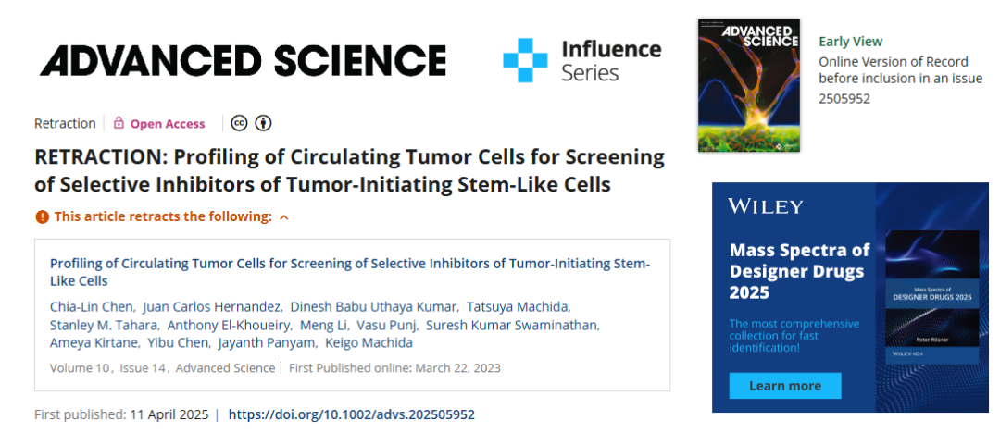 ADVANCED SCIENCE
Influence
Series
Retraction
Open Access
RETRACTION: Profiling of Circulating Tumor Cells for Screening
of Selective Inhibitors of Tumor-Initiating Stem-Like Cells
This article retracts the following:
Profiling of Circulating Tumor Cells for Screening of Selective Inhibitors of Tumor-Initiating Stem-
Like Cells
Chia-Lin Chen, Juan Carlos Hernandez, Dinesh Babu Uthaya Kumar, Tatsuya Machida,
Stanley M. Tahara, Anthony El-Khoueiry, Meng Li, Vasu Punj, Suresh Kumar Swaminathan,
Ameya Kirtane, Yibu Chen, Jayanth Panyam, Keigo Machida
Volume 10, Issue 14, Advanced Science | First Published online: March 22, 2023
First published: 11 April 2025 | https://doi.org/10.1002/advs.202505952
ADVANCED
SCIENCE
Early View
Online Version of Record
before inclusion in an issue
2505952
WILEY
Mass Spectra of
Designer Drugs
2025
The most comprehensive
collection for fast
identification!
Learn more
Mass Spectra of
DESIGNER DRUGS 2025
Peter Rösner
WILEY-VCH